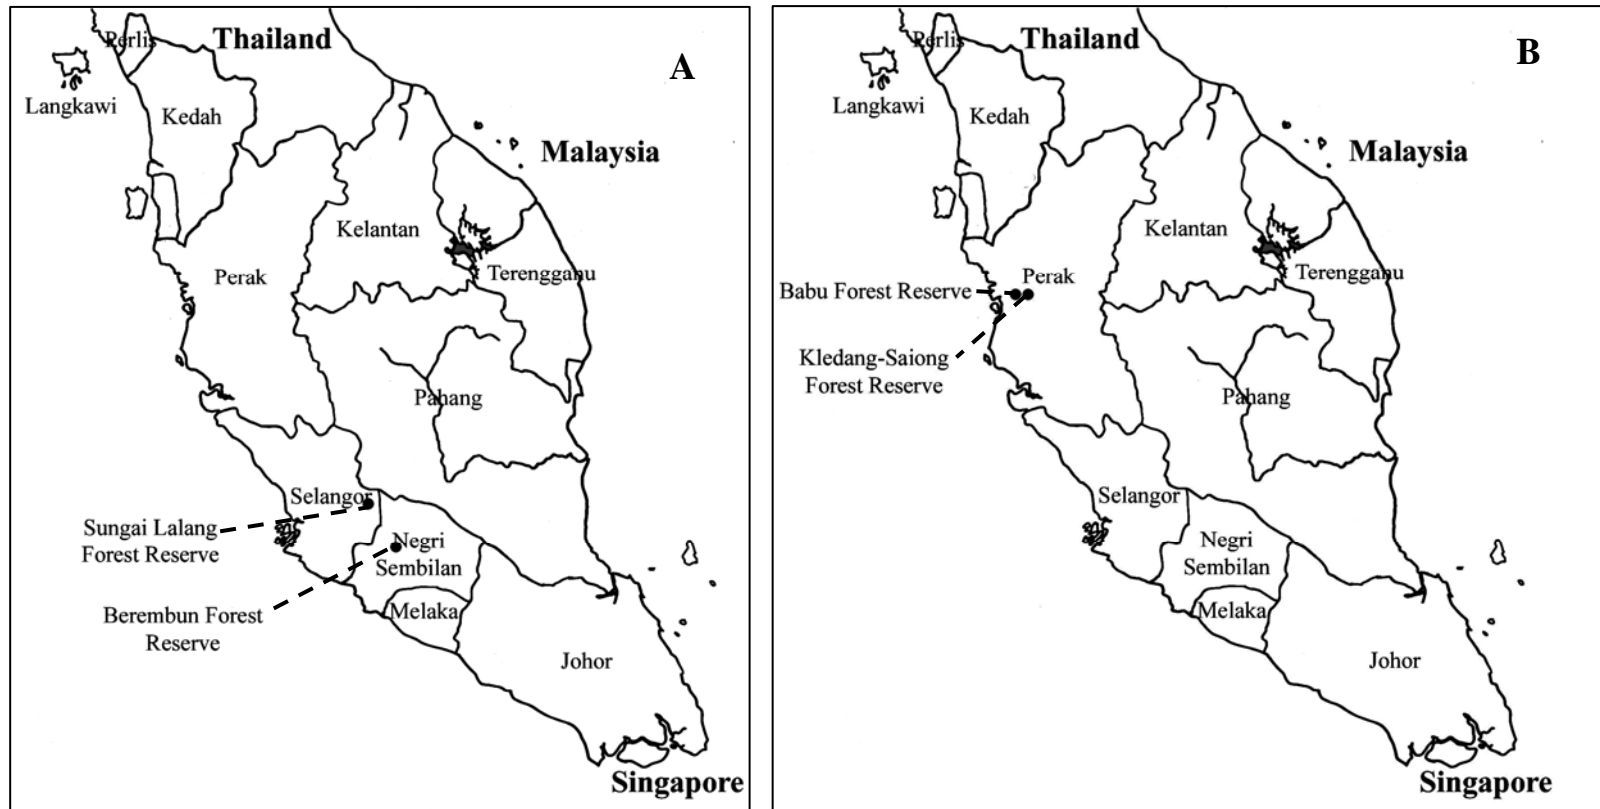 Perlis
Thailand
A
Langkawi
Kedah
Malaysia
Kelantan
Perak
Terengganu
Pahang
Selangor
Sungai Lalang
Forest Reserve
Negri
Sembilan
Berembun Forest
Reserve
Melaka
Johor
Singapore
Perlis
Thailand
B
Langkawi
Kedah
Malaysia
Kelantan
Perak
Terengganu
Babu Forest Reserve
Kledang-Saiong
Forest Reserve
Pahang
Selangor
Negri
Sembilan
Melaka
Johor
Singapore